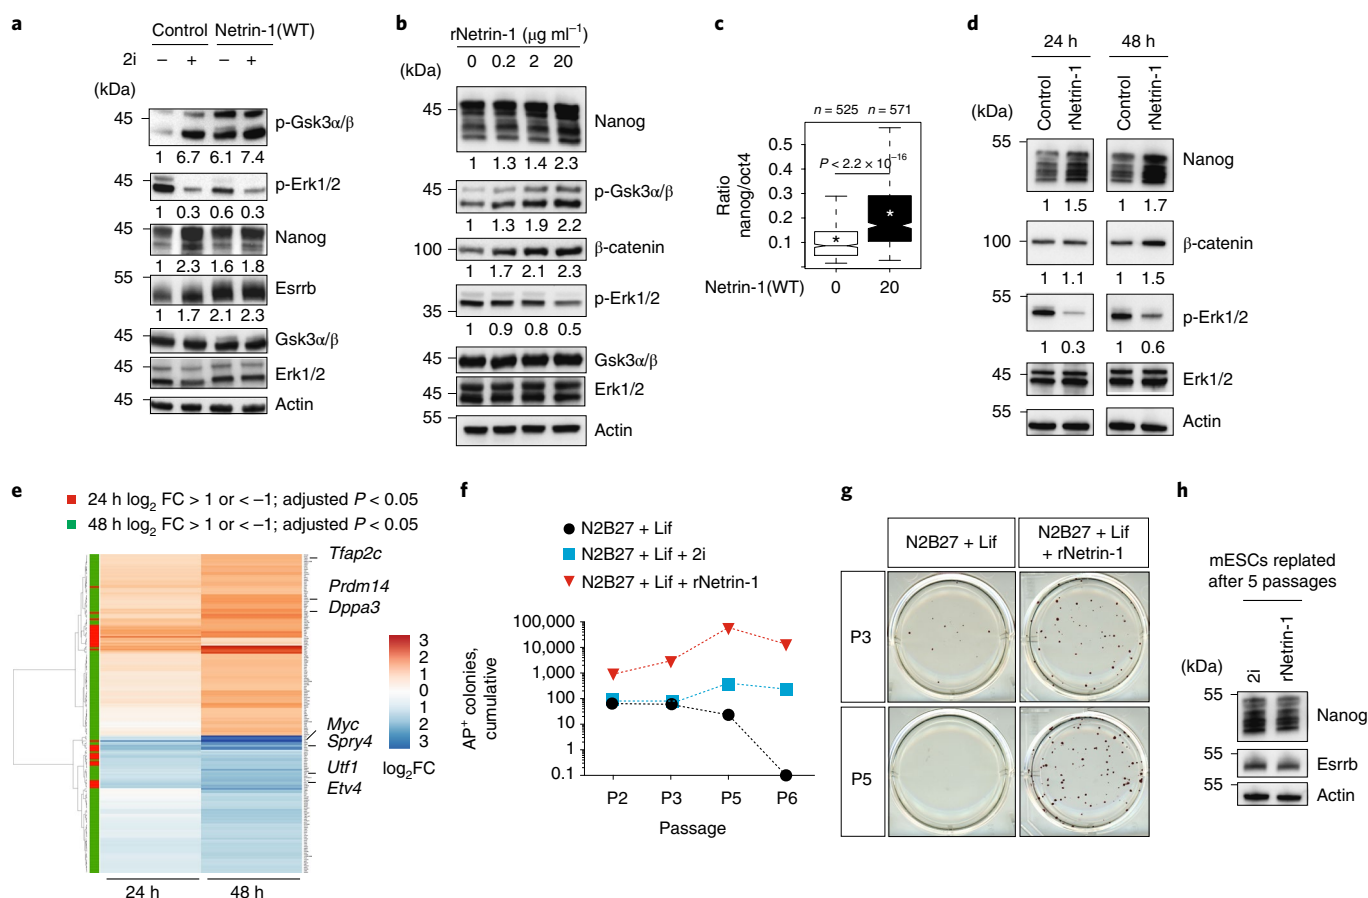 a
Control Netrin-1(WT)
2i – + – +
(kDa)
45 p-Gsk3α/β
1 6.7 6.1 7.4
45 p-Erk1/2
1 0.3 0.6 0.3
45 Nanog
1 2.3 1.6 1.8
55 Esrrb
1 1.7 2.1 2.3
45 Gsk3α/β
45 Erk1/2
45 Actin
b
rNetrin-1 (μg ml⁻¹)
0 0.2 2 20
(kDa)
45 Nanog
1 1.3 1.4 2.3
45 p-Gsk3α/β
1 1.3 1.9 2.2
100 β-catenin
1 1.7 2.1 2.3
35 p-Erk1/2
1 0.9 0.8 0.5
45 Gsk3α/β
45 Erk1/2
55 Actin
c
n = 525 n = 571
P < 2.2 × 10⁻¹⁶
Ratio
nanog/oct4
0.5
0.4
0.3
0.2
0.1
* *
Netrin-1(WT) 0 20
d
24 h 48 h
Control rNetrin-1 Control rNetrin-1
(kDa)
55 Nanog
1 1.5 1 1.7
100 β-catenin
1 1.1 1 1.5
55 p-Erk1/2
1 0.3 1 0.6
45 Erk1/2
55 Actin
e
24 h log₂ FC > 1 or < –1; adjusted P < 0.05
48 h log₂ FC > 1 or < –1; adjusted P < 0.05
Tfap2c
Prdm14
Dppa3
Myc
Spry4
Utf1
Etv4
3
2
1
0
1
2
3
log₂FC
24 h 48 h
f
N2B27 + Lif
N2B27 + Lif + 2i
N2B27 + Lif + rNetrin-1
AP⁺ colonies,
cumulative
100,000
10,000
1,000
100
10
1
0.1
P2 P3 P5 P6
Passage
g
N2B27 + Lif
N2B27 + Lif
+ rNetrin-1
P3
P5
h
mESCs replated
after 5 passages
2i rNetrin-1
(kDa)
55 Nanog
55 Esrrb
55 Actin